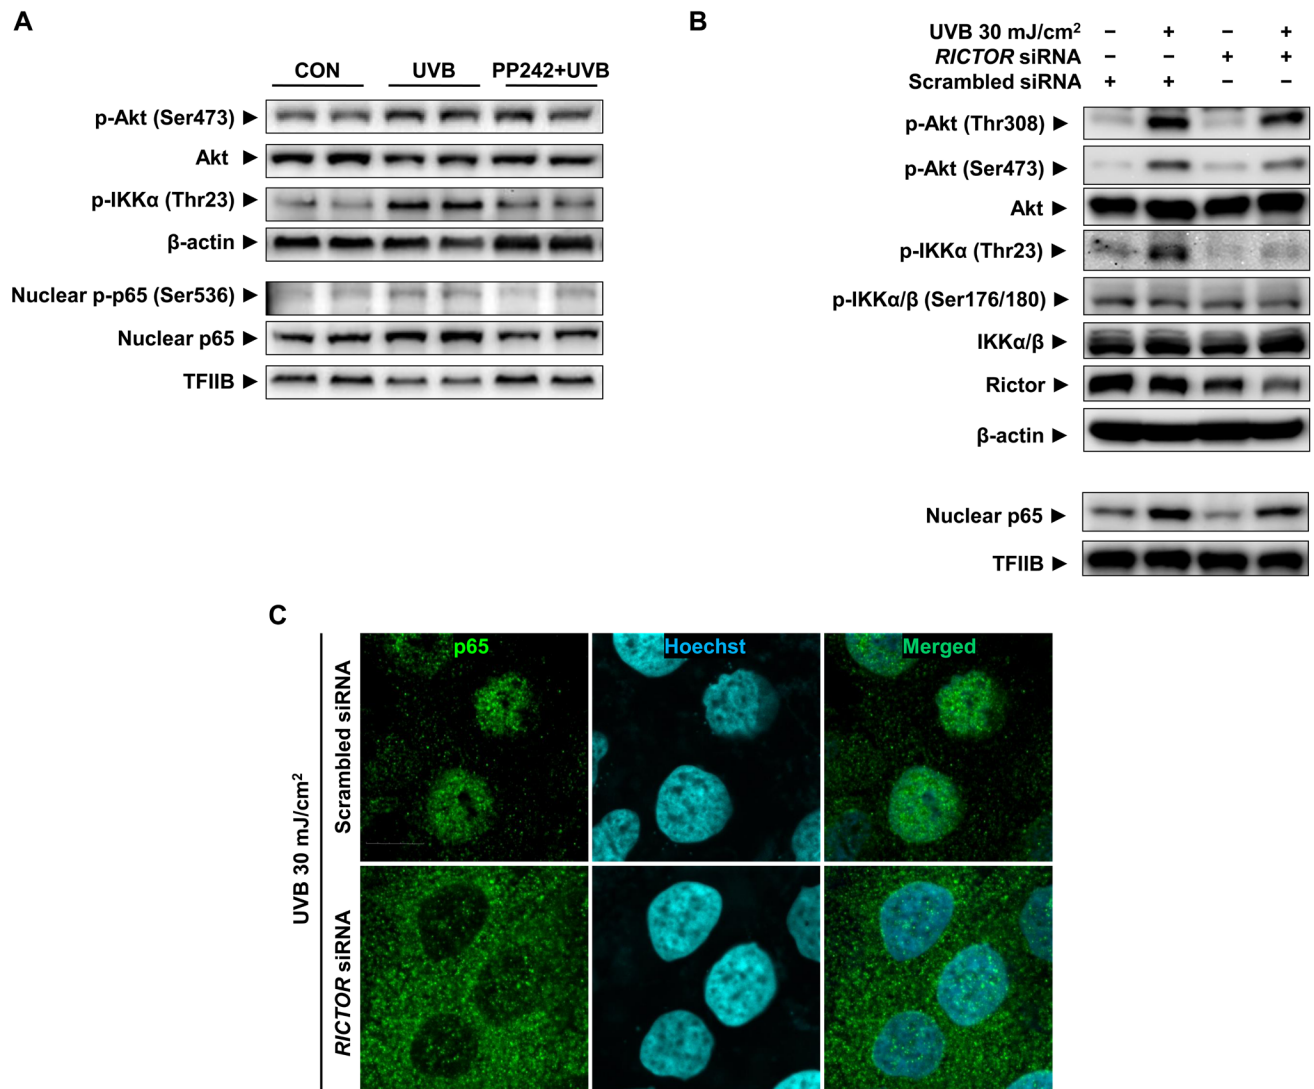 A
CON UVB PP242+UVB
p-Akt (Ser473) ►
Akt ►
p-IKKα (Thr23) ►
β-actin ►
Nuclear p-p65 (Ser536) ►
Nuclear p65 ►
TFIIB ►
B
UVB 30 mJ/cm² – + – +
RICTOR siRNA – – + +
Scrambled siRNA + + – –
p-Akt (Thr308) ►
p-Akt (Ser473) ►
Akt ►
p-IKKα (Thr23) ►
p-IKKα/β (Ser176/180) ►
IKKα/β ►
Rictor ►
β-actin ►
Nuclear p65 ►
TFIIB ►
C
p65 Hoechst Merged
UVB 30 mJ/cm²
Scrambled siRNA
RICTOR siRNA